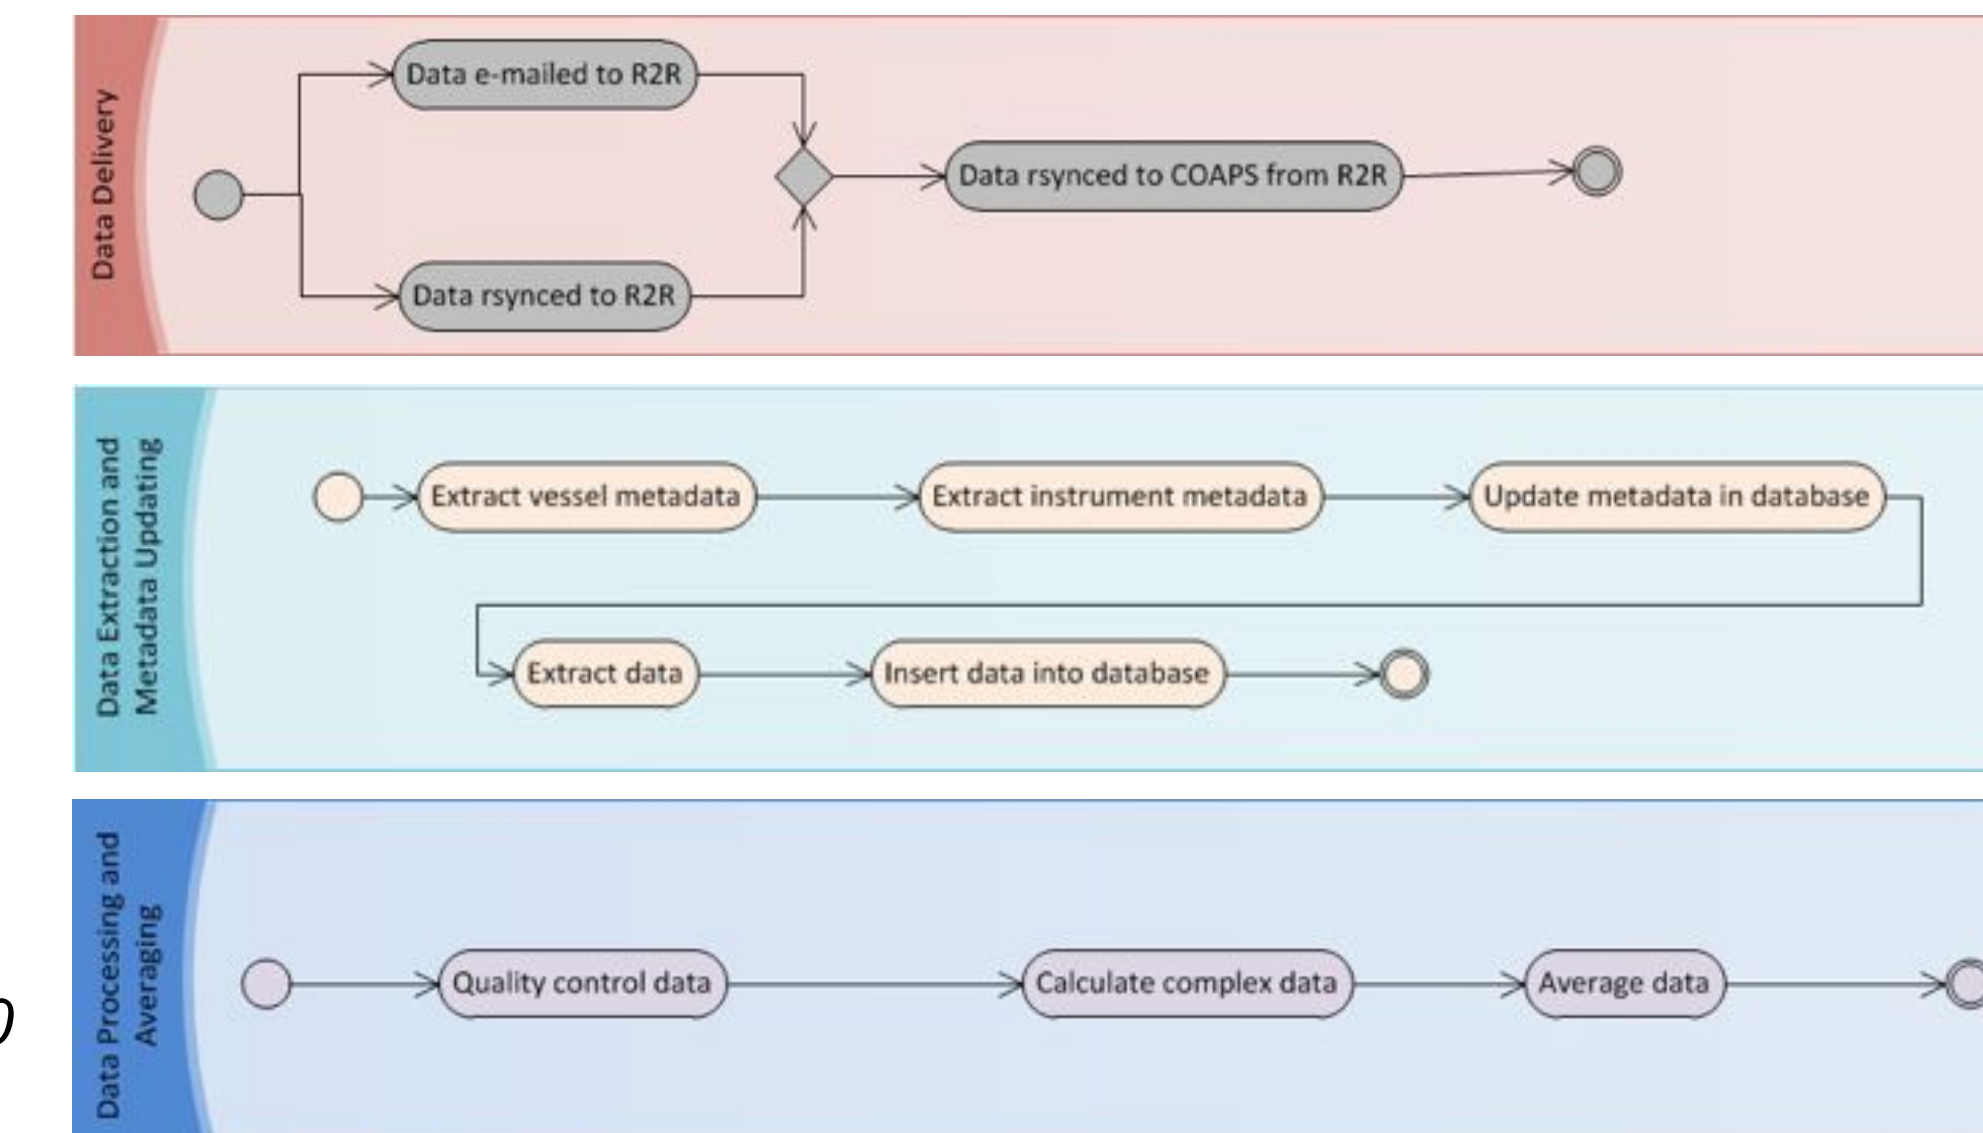 Data Delivery
Data e-mailed to R2R
Data rsynced to R2R
Data rsynced to COAPS from R2R
Data Extraction and
Metadata Updating
Extract vessel metadata
Extract instrument metadata
Update metadata in database
Extract data
Insert data into database
Data Processing and
Averaging
Quality control data
Calculate complex data
Average data